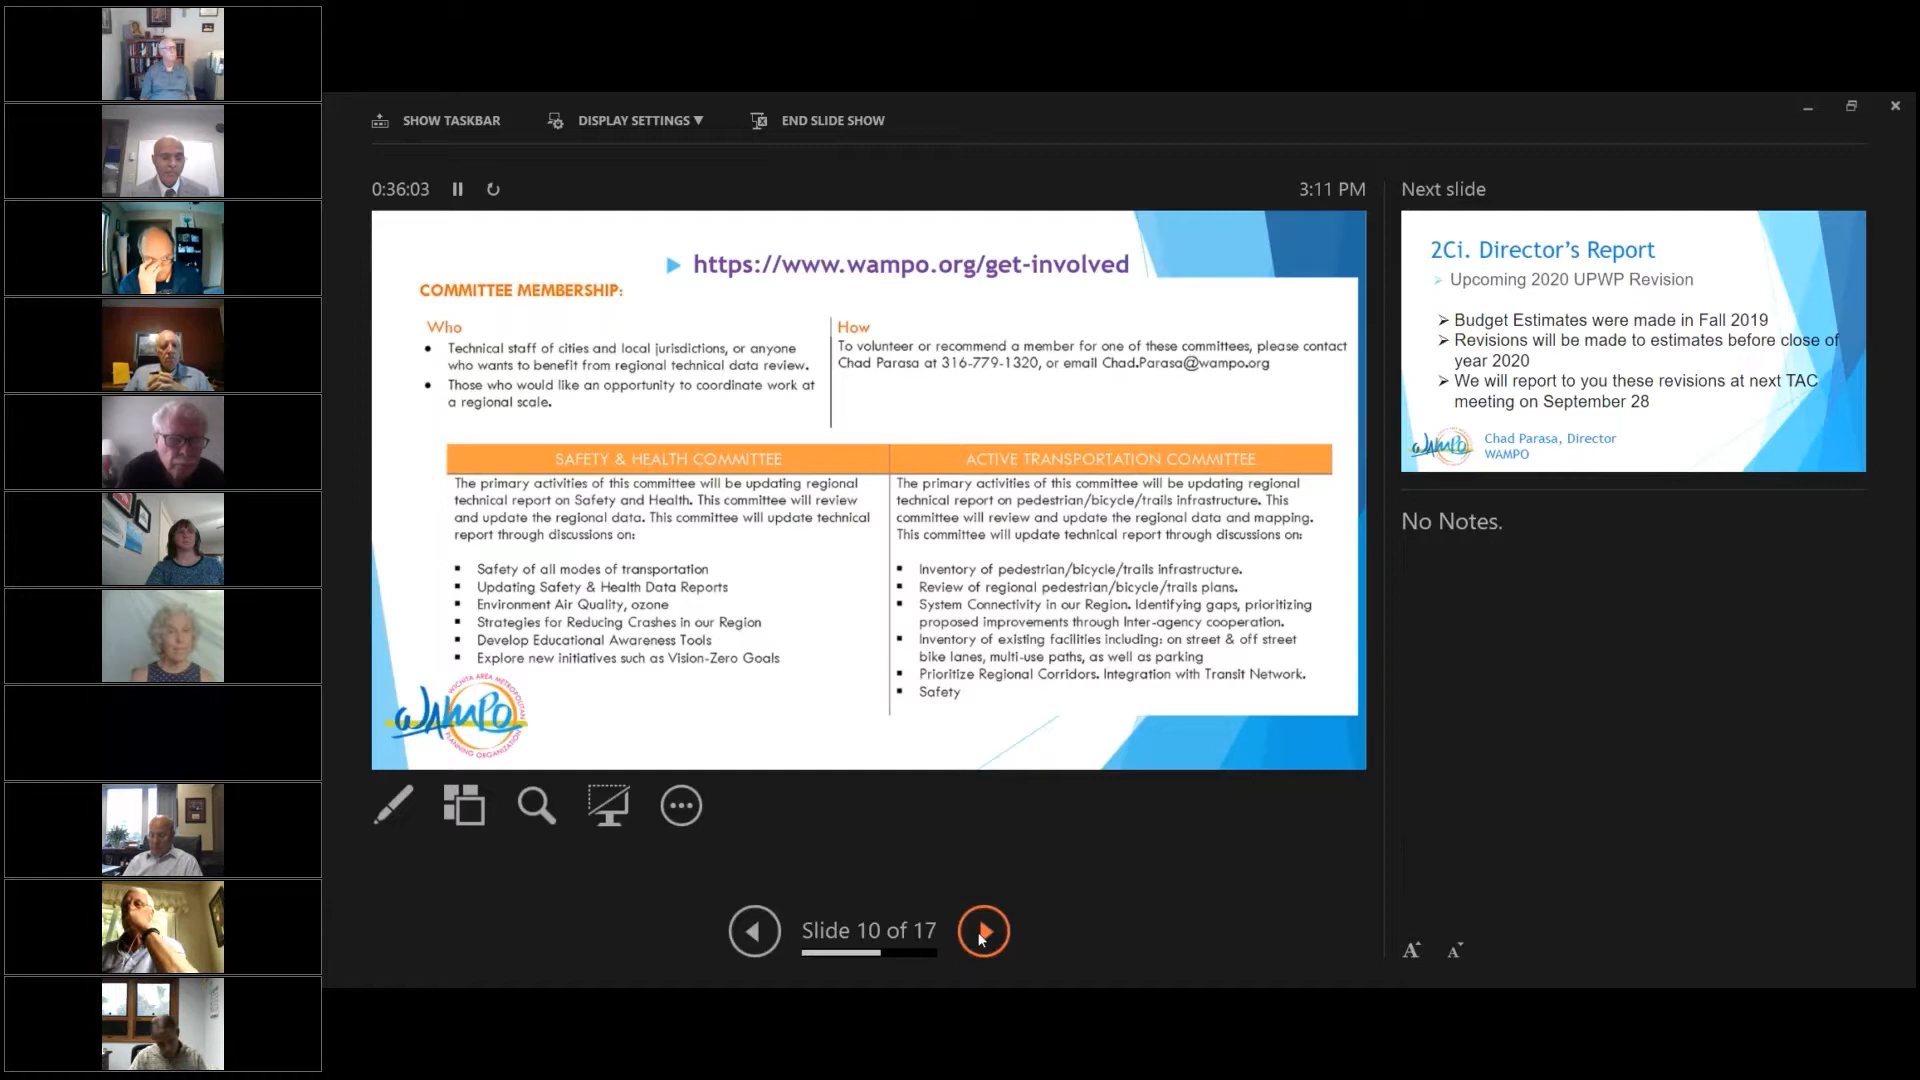 SHOW TASKBAR
DISPLAY SETTINGS ▼
END SLIDE SHOW
0:36:03
3:11 PM
https://www.wampo.org/get-involved
COMMITTEE MEMBERSHIP:
Who
• Technical staff of cities and local jurisdictions, or anyone
who wants to benefit from regional technical data review.
• Those who would like an opportunity to coordinate work at
a regional scale.
How
To volunteer or recommend a member for one of these committees, please contact
Chad Parasa at 316-779-1320, or email Chad.Parasa@wampo.org
SAFETY & HEALTH COMMITTEE
The primary activities of this committee will be updating regional
technical report on Safety and Health. This committee will review
and update the regional data. This committee will update technical
report through discussions on:
▪ Safety of all modes of transportation
▪ Updating Safety & Health Data Reports
▪ Environment Air Quality, ozone
▪ Strategies for Reducing Crashes in our Region
▪ Develop Educational Awareness Tools
▪ Explore new initiatives such as Vision-Zero Goals
ACTIVE TRANSPORTATION COMMITTEE
The primary activities of this committee will be updating regional
technical report on pedestrian/bicycle/trails infrastructure. This
committee will review and update the regional data and mapping.
This committee will update technical report through discussions on:
▪ Inventory of pedestrian/bicycle/trails infrastructure.
▪ Review of regional pedestrian/bicycle/trails plans.
▪ System Connectivity in our Region. Identifying gaps, prioritizing
proposed improvements through Inter-agency cooperation.
▪ Inventory of existing facilities including: on street & off street
bike lanes, multi-use paths, as well as parking
▪ Prioritize Regional Corridors. Integration with Transit Network.
▪ Safety
WICHITA AREA METROPOLITAN
WAMPO
PLANNING ORGANIZATION
Slide 10 of 17
Next slide
2Ci. Director's Report
Upcoming 2020 UPWP Revision
Budget Estimates were made in Fall 2019
Revisions will be made to estimates before close of
year 2020
We will report to you these revisions at next TAC
meeting on September 28
WAMPO
Chad Parasa, Director
WAMPO
No Notes.
A A